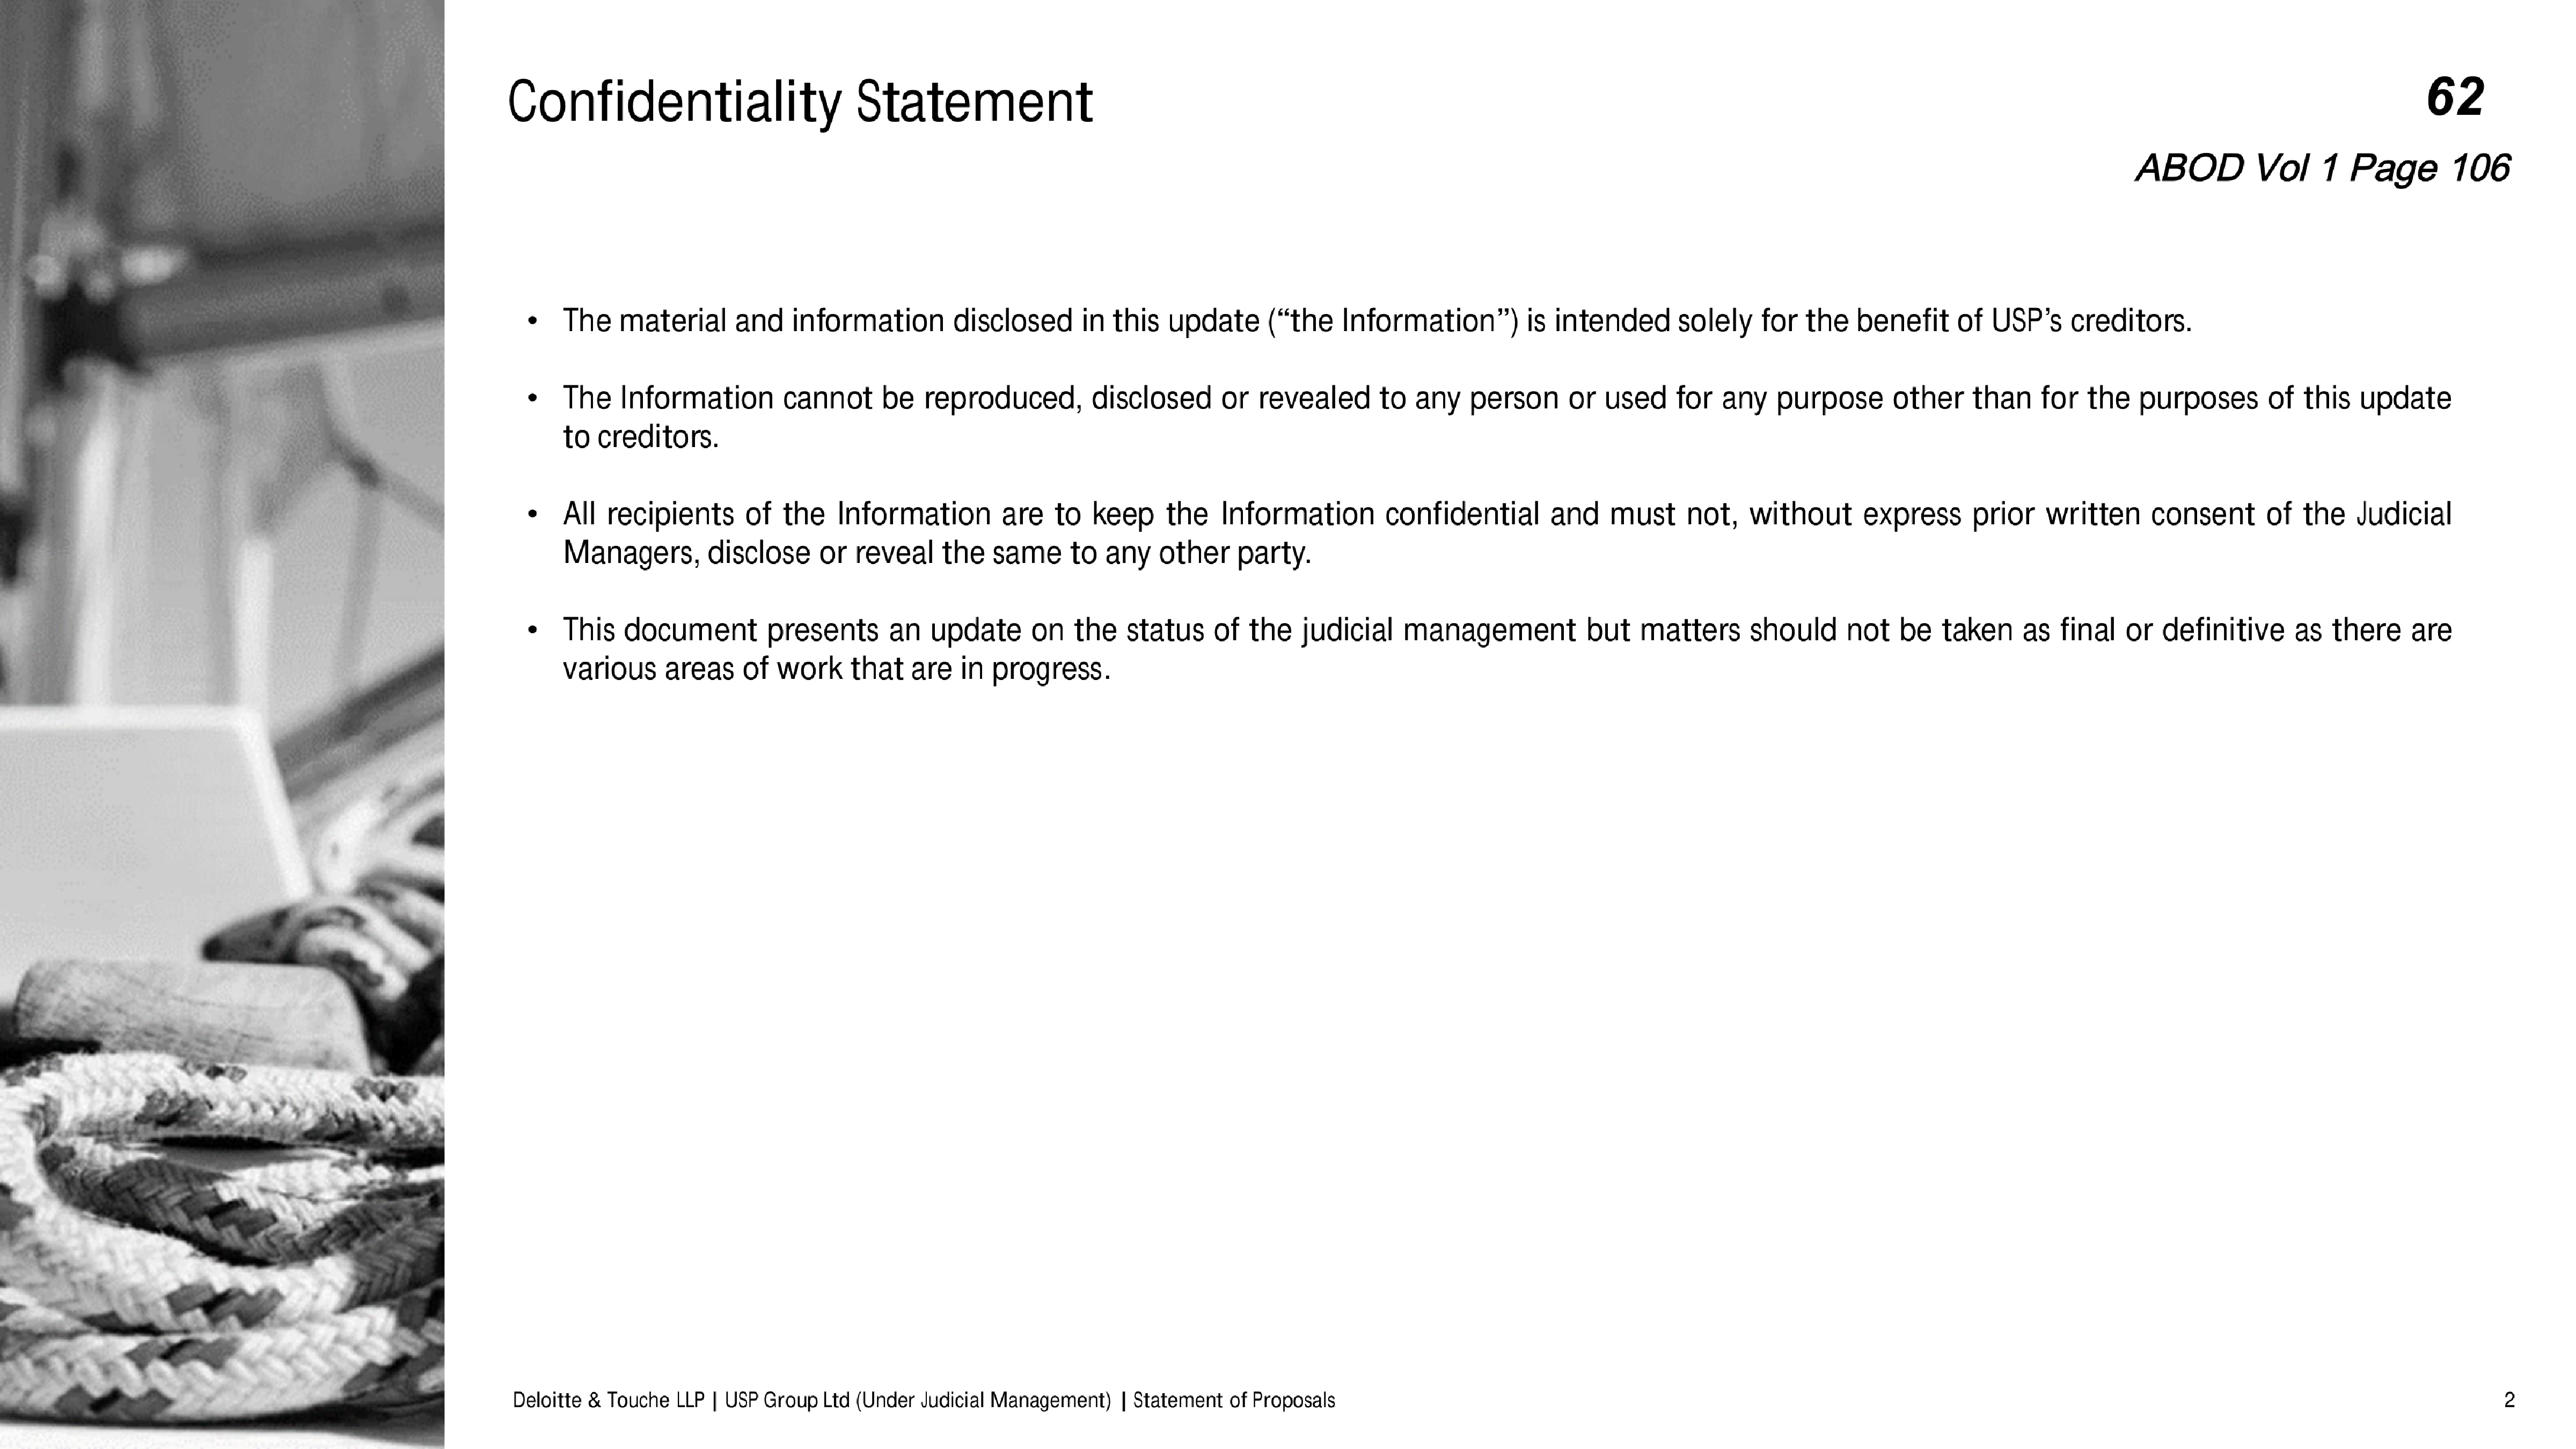 Confidentiality Statement
62
ABOD Vol 1 Page 106
• The material and information disclosed in this update (“the Information”) is intended solely for the benefit of USP’s creditors.
• The Information cannot be reproduced, disclosed or revealed to any person or used for any purpose other than for the purposes of this update
to creditors.
• All recipients of the Information are to keep the Information confidential and must not, without express prior written consent of the Judicial
Managers, disclose or reveal the same to any other party.
• This document presents an update on the status of the judicial management but matters should not be taken as final or definitive as there are
various areas of work that are in progress.
Deloitte & Touche LLP | USP Group Ltd (Under Judicial Management) | Statement of Proposals
2